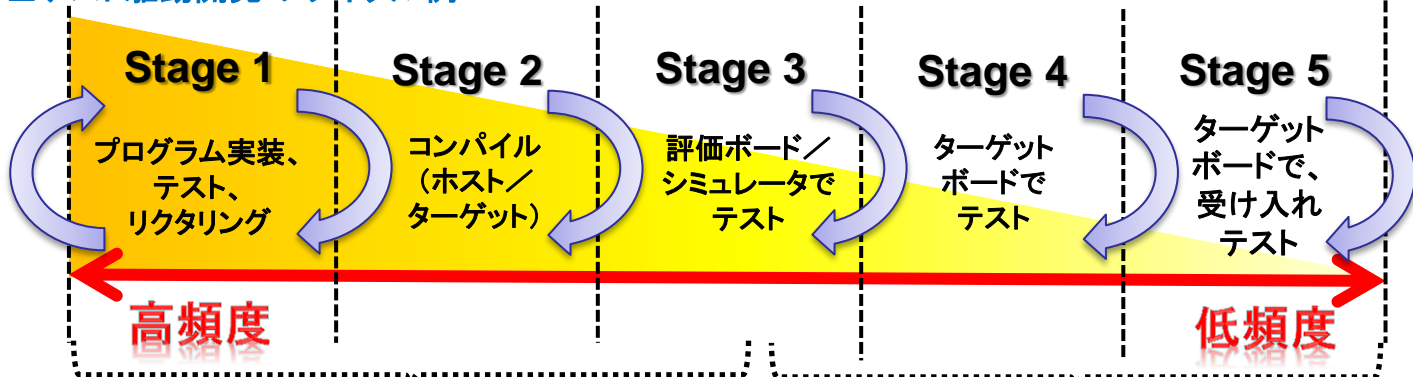 Stage 1
プログラム実装、
テスト、
リクタリング
Stage 2
コンパイル
（ホスト／
ターゲット）
Stage 3
評価ボード／
シミュレータで
テスト
Stage 4
ターゲット
ボードで
テスト
Stage 5
ターゲット
ボードで、
受け入れ
テスト
高頻度
低頻度